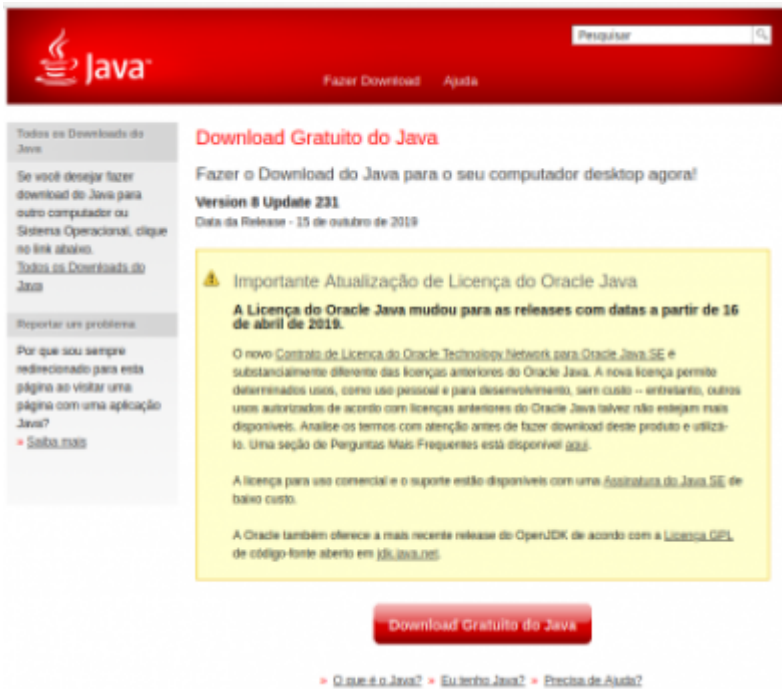 Java
Pesquisar
Fazer Download Ajuda
Todos os Downloads do
Java
Se você desejar fazer
download do Java para
outro computador ou
Sistema Operacional, clique
no link abaixo.
Todos os Downloads do
Java
Reportar um problema
Por que sou sempre
redirecionado para esta
página ao visitar uma
página com uma aplicação
Java?
» Saiba mais
Download Gratuito do Java
Fazer o Download do Java para o seu computador desktop agora!
Version 8 Update 231
Data da Release - 15 de outubro de 2019
Importante Atualização de Licença do Oracle Java
A Licença do Oracle Java mudou para as releases com datas a partir de 16
de abril de 2019.
O novo Contrato de Licença do Oracle Technology Network para Oracle Java SE é
substancialmente diferente das licenças anteriores do Oracle Java. A nova licença permite
determinados usos, como uso pessoal e para desenvolvimento, sem custo -- entretanto, outros
usos autorizados de acordo com licenças anteriores do Oracle Java talvez não estejam mais
disponíveis. Analise os termos com atenção antes de fazer download deste produto e utilizá-
lo. Uma seção de Perguntas Mais Frequentes está disponível aqui.
A licença para uso comercial e o suporte estão disponíveis com uma Assinatura do Java SE de
baixo custo.
A Oracle também oferece a mais recente release do OpenJDK de acordo com a Licença GPL
de código-fonte aberto em jdk.java.net.
Download Gratuito do Java
» O que é o Java? » Eu tenho Java? » Precisa de Ajuda?